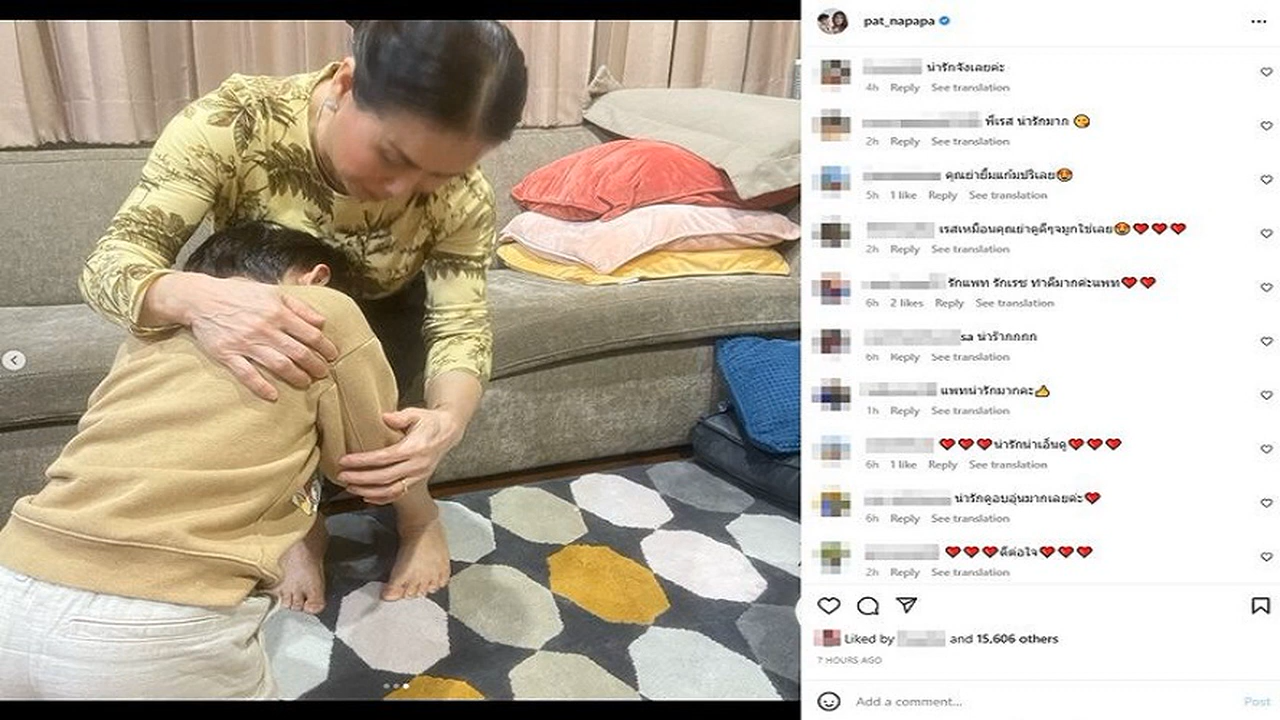 pat_napapa
น่ารักจังเลยค่ะ
4h Reply See translation
พี่เรส น่ารักมาก 😋
2h Reply See translation
คุณย่ายิ้มแก้มปริเลย🥰
5h 1 like Reply See translation
เรสเหมือนคุณย่าดูดีๆจมูกใช่เลย🥰❤️❤️❤️
2h Reply See translation
รักแพท รักเรซ ทำดีมากค่ะแพท❤️❤️
6h 2 likes Reply See translation
sa น่าร้ากกกก
6h Reply See translation
แพทน่ารักมากคะ👍
1h Reply See translation
❤️❤️❤️น่ารักน่าเอ็นดู❤️❤️❤️
6h 1 like Reply See translation
น่ารักดูอบอุ่นมากเลยค่ะ❤️
6h Reply See translation
❤️❤️❤️ดีต่อใจ❤️❤️❤️
2h Reply See translation
Liked by and 15,606 others
7 HOURS AGO
Add a comment...
Post